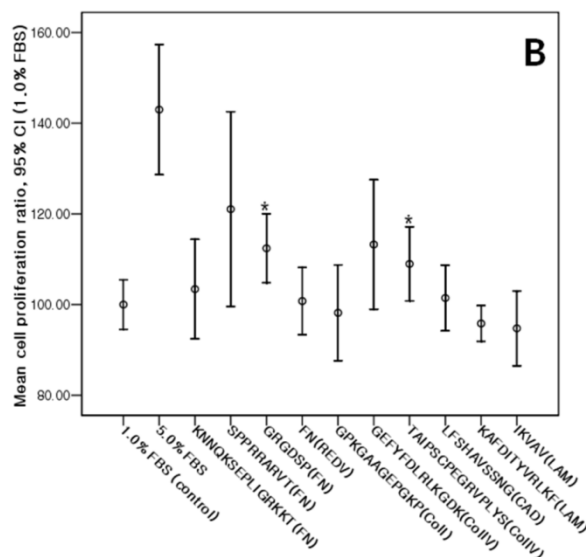 B
Mean cell proliferation ratio, 95% CI (1.0% FBS)
160.00
140.00
120.00
100.00
80.00
*
*
1.0% FBS (control)
5.0% FBS
KNNQKSEPLIGRKKT(FN)
SPPRRARVT(FN)
GRGDSP(FN)
FN(REDV)
GPKGAAGEPGKP(ColI)
GEFYFDLRLKGDK(ColIV)
TAIPSCPEGRVPLYS(ColIV)
LFSHAVSSNG(CAD)
KAFDITYVRLKF(LAM)
IKVAV(LAM)